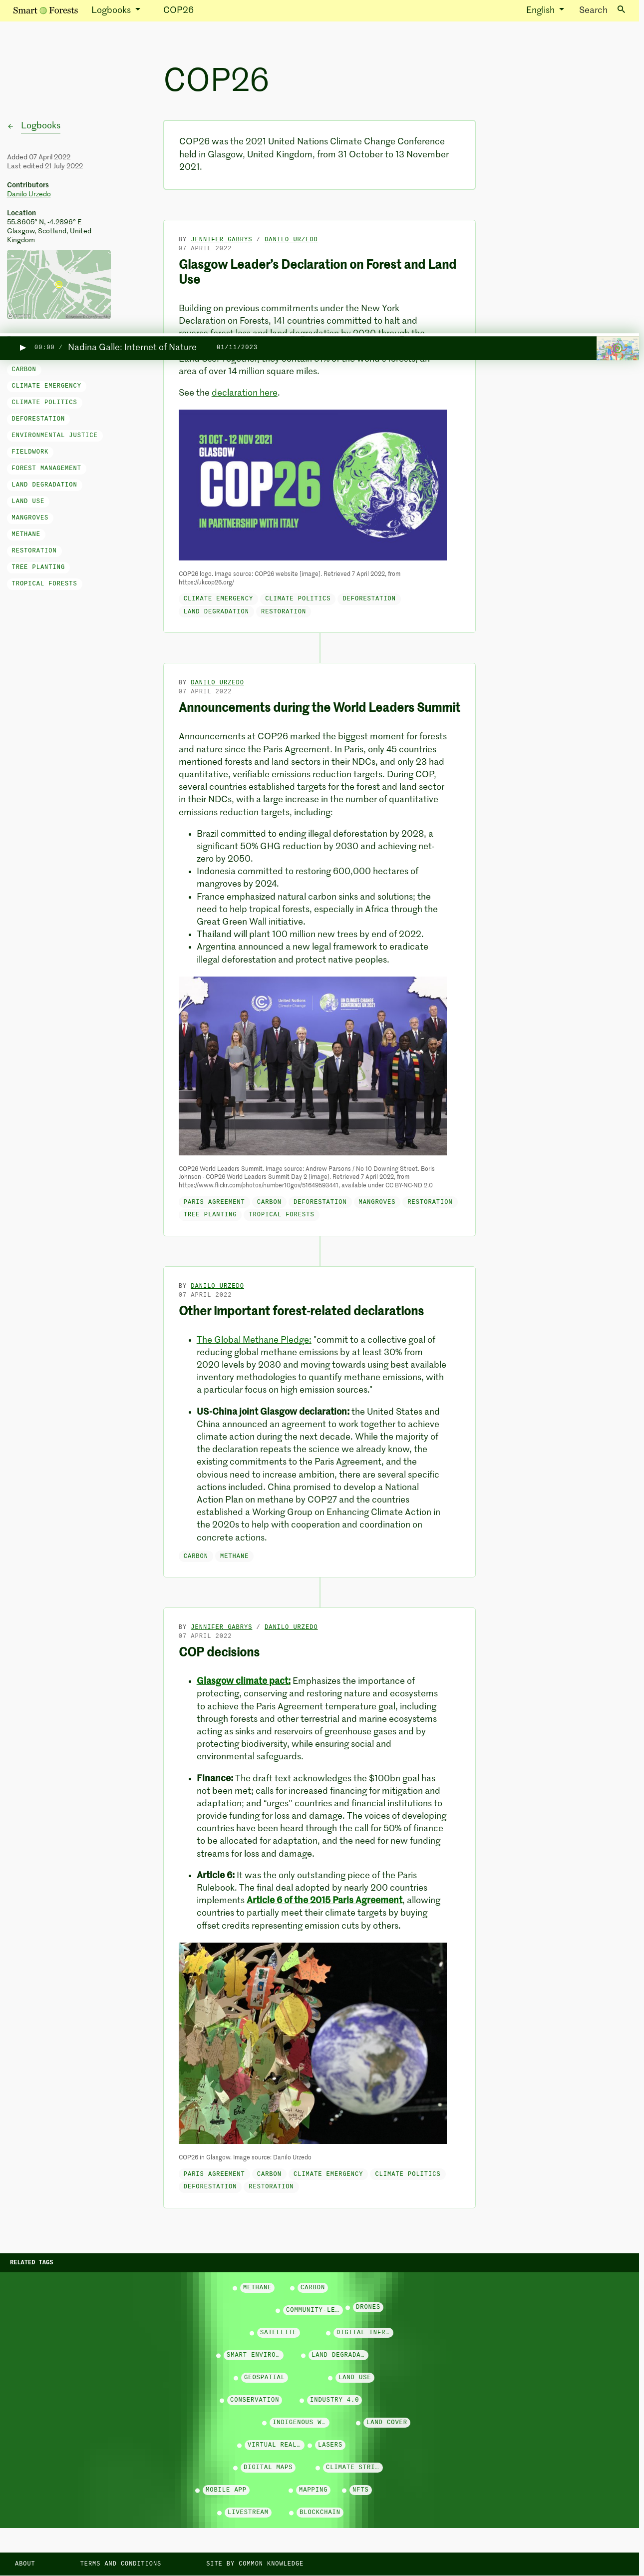 Smart Forests
Logbooks
COP26
English
Search
COP26
← Logbooks
Added 07 April 2022
Last edited 21 July 2022
Contributors
Danilo Urzedo
Location
55.8605° N, -4.2896° E
Glasgow, Scotland, United
Kingdom
COP26 was the 2021 United Nations Climate Change Conference
held in Glasgow, United Kingdom, from 31 October to 13 November
2021.
BY JENNIFER GABRYS / DANILO URZEDO
07 APRIL 2022
Glasgow Leader's Declaration on Forest and Land
Use
Building on previous commitments under the New York
Declaration on Forests, 141 countries committed to halt and
reverse forest loss and land degradation by 2030 through the
00:00 / Nadina Galle: Internet of Nature 01/11/2023
area of over 14 million square miles.
See the declaration here.
CARBON
CLIMATE EMERGENCY
CLIMATE POLITICS
DEFORESTATION
ENVIRONMENTAL JUSTICE
FIELDWORK
FOREST MANAGEMENT
LAND DEGRADATION
LAND USE
MANGROVES
METHANE
RESTORATION
TREE PLANTING
TROPICAL FORESTS
31 OCT - 12 NOV 2021
GLASGOW
COP26
IN PARTNERSHIP WITH ITALY
COP26 logo. Image source: COP26 website [image]. Retrieved 7 April 2022, from
https://ukcop26.org/
CLIMATE EMERGENCY CLIMATE POLITICS DEFORESTATION
LAND DEGRADATION RESTORATION
BY DANILO URZEDO
07 APRIL 2022
Announcements during the World Leaders Summit
Announcements at COP26 marked the biggest moment for forests
and nature since the Paris Agreement. In Paris, only 45 countries
mentioned forests and land sectors in their NDCs, and only 23 had
quantitative, verifiable emissions reduction targets. During COP,
several countries established targets for the forest and land sector
in their NDCs, with a large increase in the number of quantitative
emissions reduction targets, including:
• Brazil committed to ending illegal deforestation by 2028, a
significant 50% GHG reduction by 2030 and achieving net-
zero by 2050.
• Indonesia committed to restoring 600,000 hectares of
mangroves by 2024.
• France emphasized natural carbon sinks and solutions; the
need to help tropical forests, especially in Africa through the
Great Green Wall initiative.
• Thailand will plant 100 million new trees by end of 2022.
• Argentina announced a new legal framework to eradicate
illegal deforestation and protect native peoples.
United Nations
Climate Change
UN CLIMATE CHANGE
CONFERENCE UK 2021
COP26 World Leaders Summit. Image source: Andrew Parsons / No 10 Downing Street. Boris
Johnson - COP26 World Leaders Summit Day 2 [image]. Retrieved 7 April 2022, from
https://www.flickr.com/photos/number10gov/51649593441. available under CC BY-NC-ND 2.0
PARIS AGREEMENT CARBON DEFORESTATION MANGROVES RESTORATION
TREE PLANTING TROPICAL FORESTS
BY DANILO URZEDO
07 APRIL 2022
Other important forest-related declarations
• The Global Methane Pledge: "commit to a collective goal of
reducing global methane emissions by at least 30% from
2020 levels by 2030 and moving towards using best available
inventory methodologies to quantify methane emissions, with
a particular focus on high emission sources."
• US-China joint Glasgow declaration: the United States and
China announced an agreement to work together to achieve
climate action during the next decade. While the majority of
the declaration repeats the science we already know, the
existing commitments to the Paris Agreement, and the
obvious need to increase ambition, there are several specific
actions included. China promised to develop a National
Action Plan on methane by COP27 and the countries
established a Working Group on Enhancing Climate Action in
the 2020s to help with cooperation and coordination on
concrete actions.
CARBON METHANE
BY JENNIFER GABRYS / DANILO URZEDO
07 APRIL 2022
COP decisions
• Glasgow climate pact: Emphasizes the importance of
protecting, conserving and restoring nature and ecosystems
to achieve the Paris Agreement temperature goal, including
through forests and other terrestrial and marine ecosystems
acting as sinks and reservoirs of greenhouse gases and by
protecting biodiversity, while ensuring social and
environmental safeguards.
• Finance: The draft text acknowledges the $100bn goal has
not been met; calls for increased financing for mitigation and
adaptation; and "urges" countries and financial institutions to
provide funding for loss and damage. The voices of developing
countries have been heard through the call for 50% of finance
to be allocated for adaptation, and the need for new funding
streams for loss and damage.
• Article 6: It was the only outstanding piece of the Paris
Rulebook. The final deal adopted by nearly 200 countries
implements Article 6 of the 2015 Paris Agreement, allowing
countries to partially meet their climate targets by buying
offset credits representing emission cuts by others.
COP26 in Glasgow. Image source: Danilo Urzedo
PARIS AGREEMENT CARBON CLIMATE EMERGENCY CLIMATE POLITICS
DEFORESTATION RESTORATION
RELATED TAGS
METHANE CARBON
COMMUNITY-LE… DRONES
SATELLITE DIGITAL INFR…
SMART ENVIRO… LAND DEGRADA…
GEOSPATIAL LAND USE
CONSERVATION INDUSTRY 4.0
INDIGENOUS W… LAND COVER
VIRTUAL REAL… LASERS
DIGITAL MAPS CLIMATE STRI…
MOBILE APP MAPPING NFTS
LIVESTREAM BLOCKCHAIN
ABOUT TERMS AND CONDITIONS SITE BY COMMON KNOWLEDGE